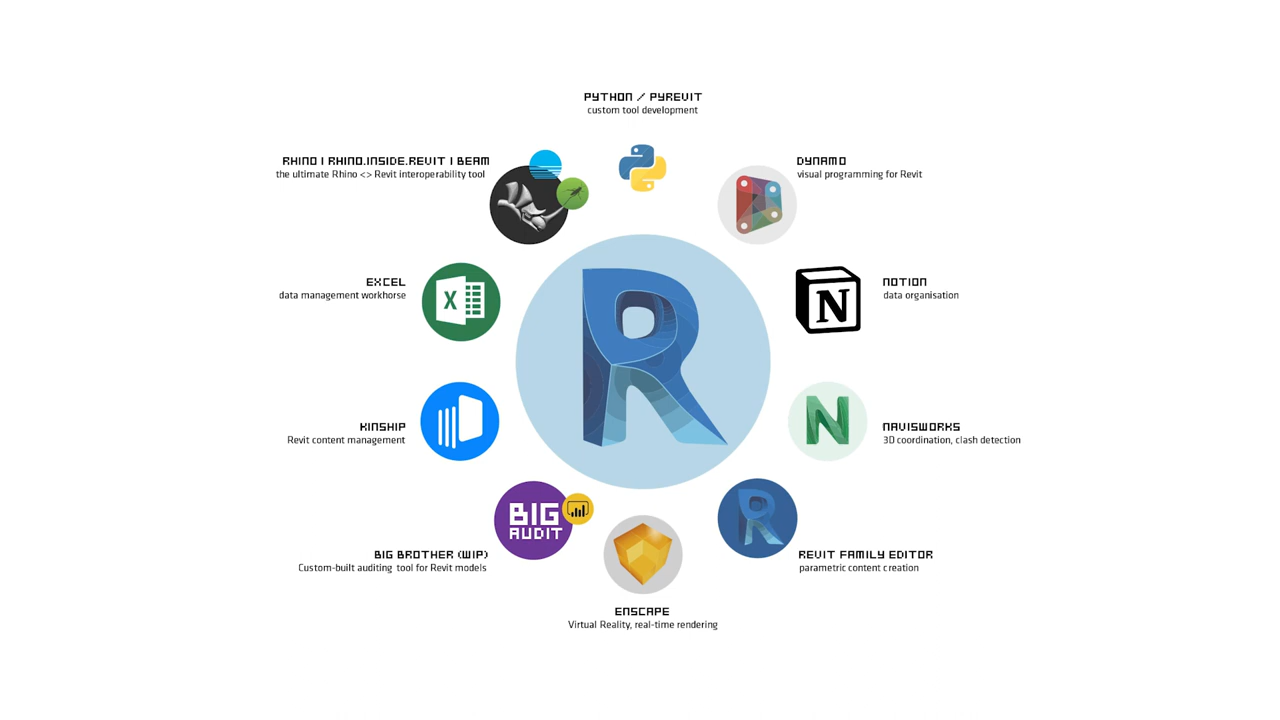 PYTHON / PYREVIT
custom tool development
RHINO | RHINO.INSIDE.REVIT | BEAM
the ultimate Rhino <> Revit interoperability tool
DYNAMO
visual programming for Revit
EXCEL
data management workhorse
X
N
NOTION
data organisation
R
KINSHIP
Revit content management
N
NAVISWORKS
3D coordination, clash detection
BIG
AUDIT
R
BIG BROTHER (WIP)
Custom-built auditing tool for Revit models
REVIT FAMILY EDITOR
parametric content creation
ENSCAPE
Virtual Reality, real-time rendering